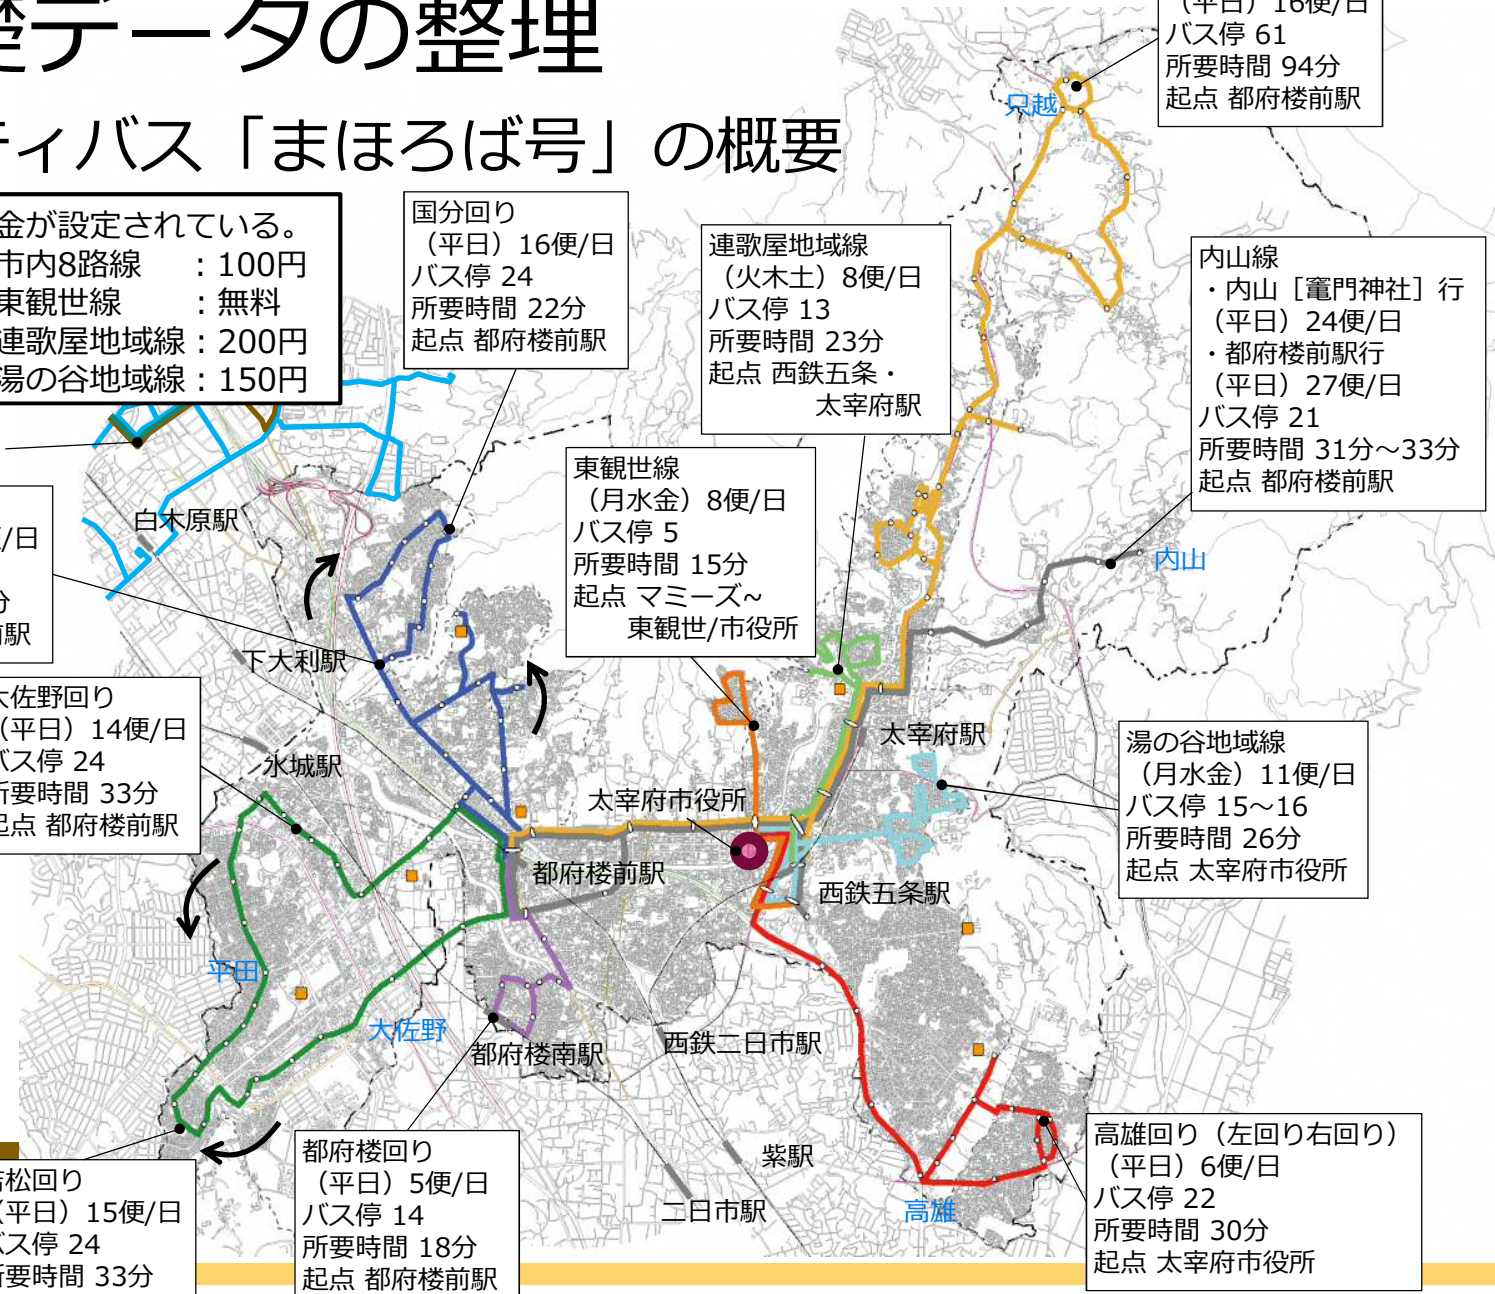 礎データの整理
ティバス「まほろば号」の概要
金が設定されている。
市内8路線 ：100円
東観世線 ：無料
連歌屋地域線：200円
湯の谷地域線：150円
（平日）16便/日
バス停 61
所要時間 94分
起点 都府楼前駅
国分回り
（平日）16便/日
バス停 24
所要時間 22分
起点 都府楼前駅
連歌屋地域線
（火木土）8便/日
バス停 13
所要時間 23分
起点 西鉄五条・
太宰府駅
内山線
・内山［竈門神社］行
（平日）24便/日
・都府楼前駅行
（平日）27便/日
バス停 21
所要時間 31分～33分
起点 都府楼前駅
東観世線
（月水金）8便/日
バス停 5
所要時間 15分
起点 マミーズ~
東観世/市役所
便/日
分
前駅
大佐野回り
（平日）14便/日
バス停 24
所要時間 33分
起点 都府楼前駅
湯の谷地域線
（月水金）11便/日
バス停 15～16
所要時間 26分
起点 太宰府市役所
高雄回り（左回り右回り）
（平日）6便/日
バス停 22
所要時間 30分
起点 太宰府市役所
都府楼回り
（平日）5便/日
バス停 14
所要時間 18分
起点 都府楼前駅
吉松回り
（平日）15便/日
バス停 24
所要時間 33分
只越
内山
白木原駅
下大利駅
水城駅
太宰府駅
太宰府市役所
都府楼前駅
西鉄五条駅
平田
大佐野
都府楼南駅
西鉄二日市駅
紫駅
二日市駅
高雄